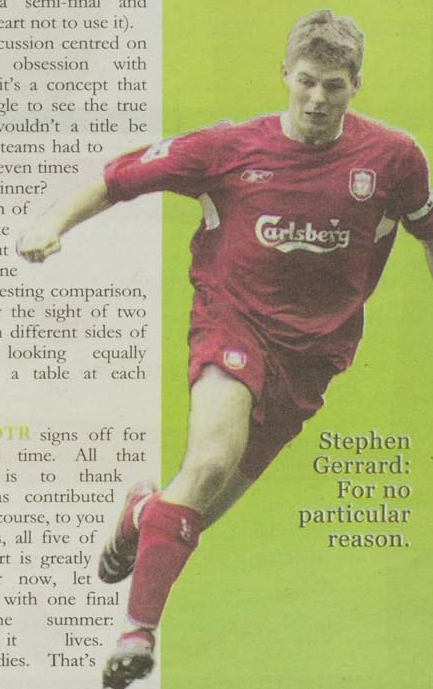 a semi-final and
eart not to use it).
cussion centred on
obsession with
it's a concept that
gle to see the true
wouldn't a title be
teams had to
even times
inner?
n of
ne
esting comparison,
the sight of two
n different sides of
looking equally
a table at each
OTR signs off for
time. All that
is to thank
as contributed
course, to you
s, all five of
rt is greatly
r now, let
with one final
he summer:
it lives.
dies. That's
Carlsberg
Stephen
Gerrard:
For no
particular
reason.